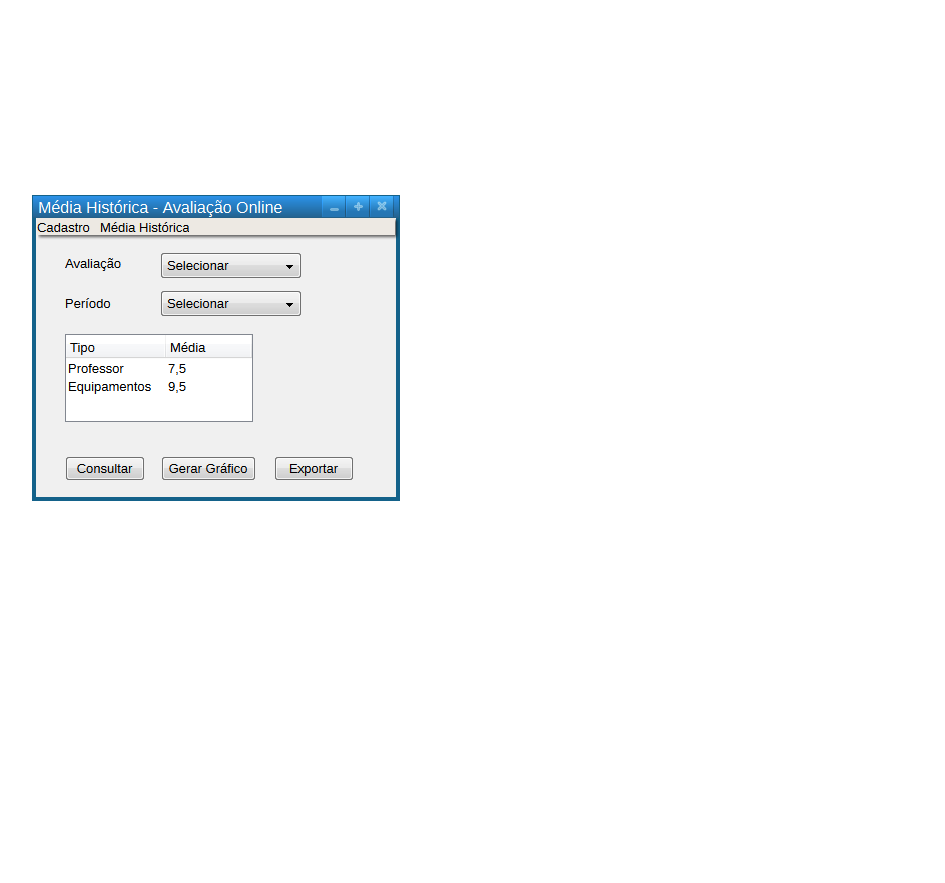 Média Histórica - Avaliação Online
Cadastro Média Histórica
Avaliação Selecionar
Período Selecionar
Tipo Média
Professor 7,5
Equipamentos 9,5
Consultar Gerar Gráfico Exportar